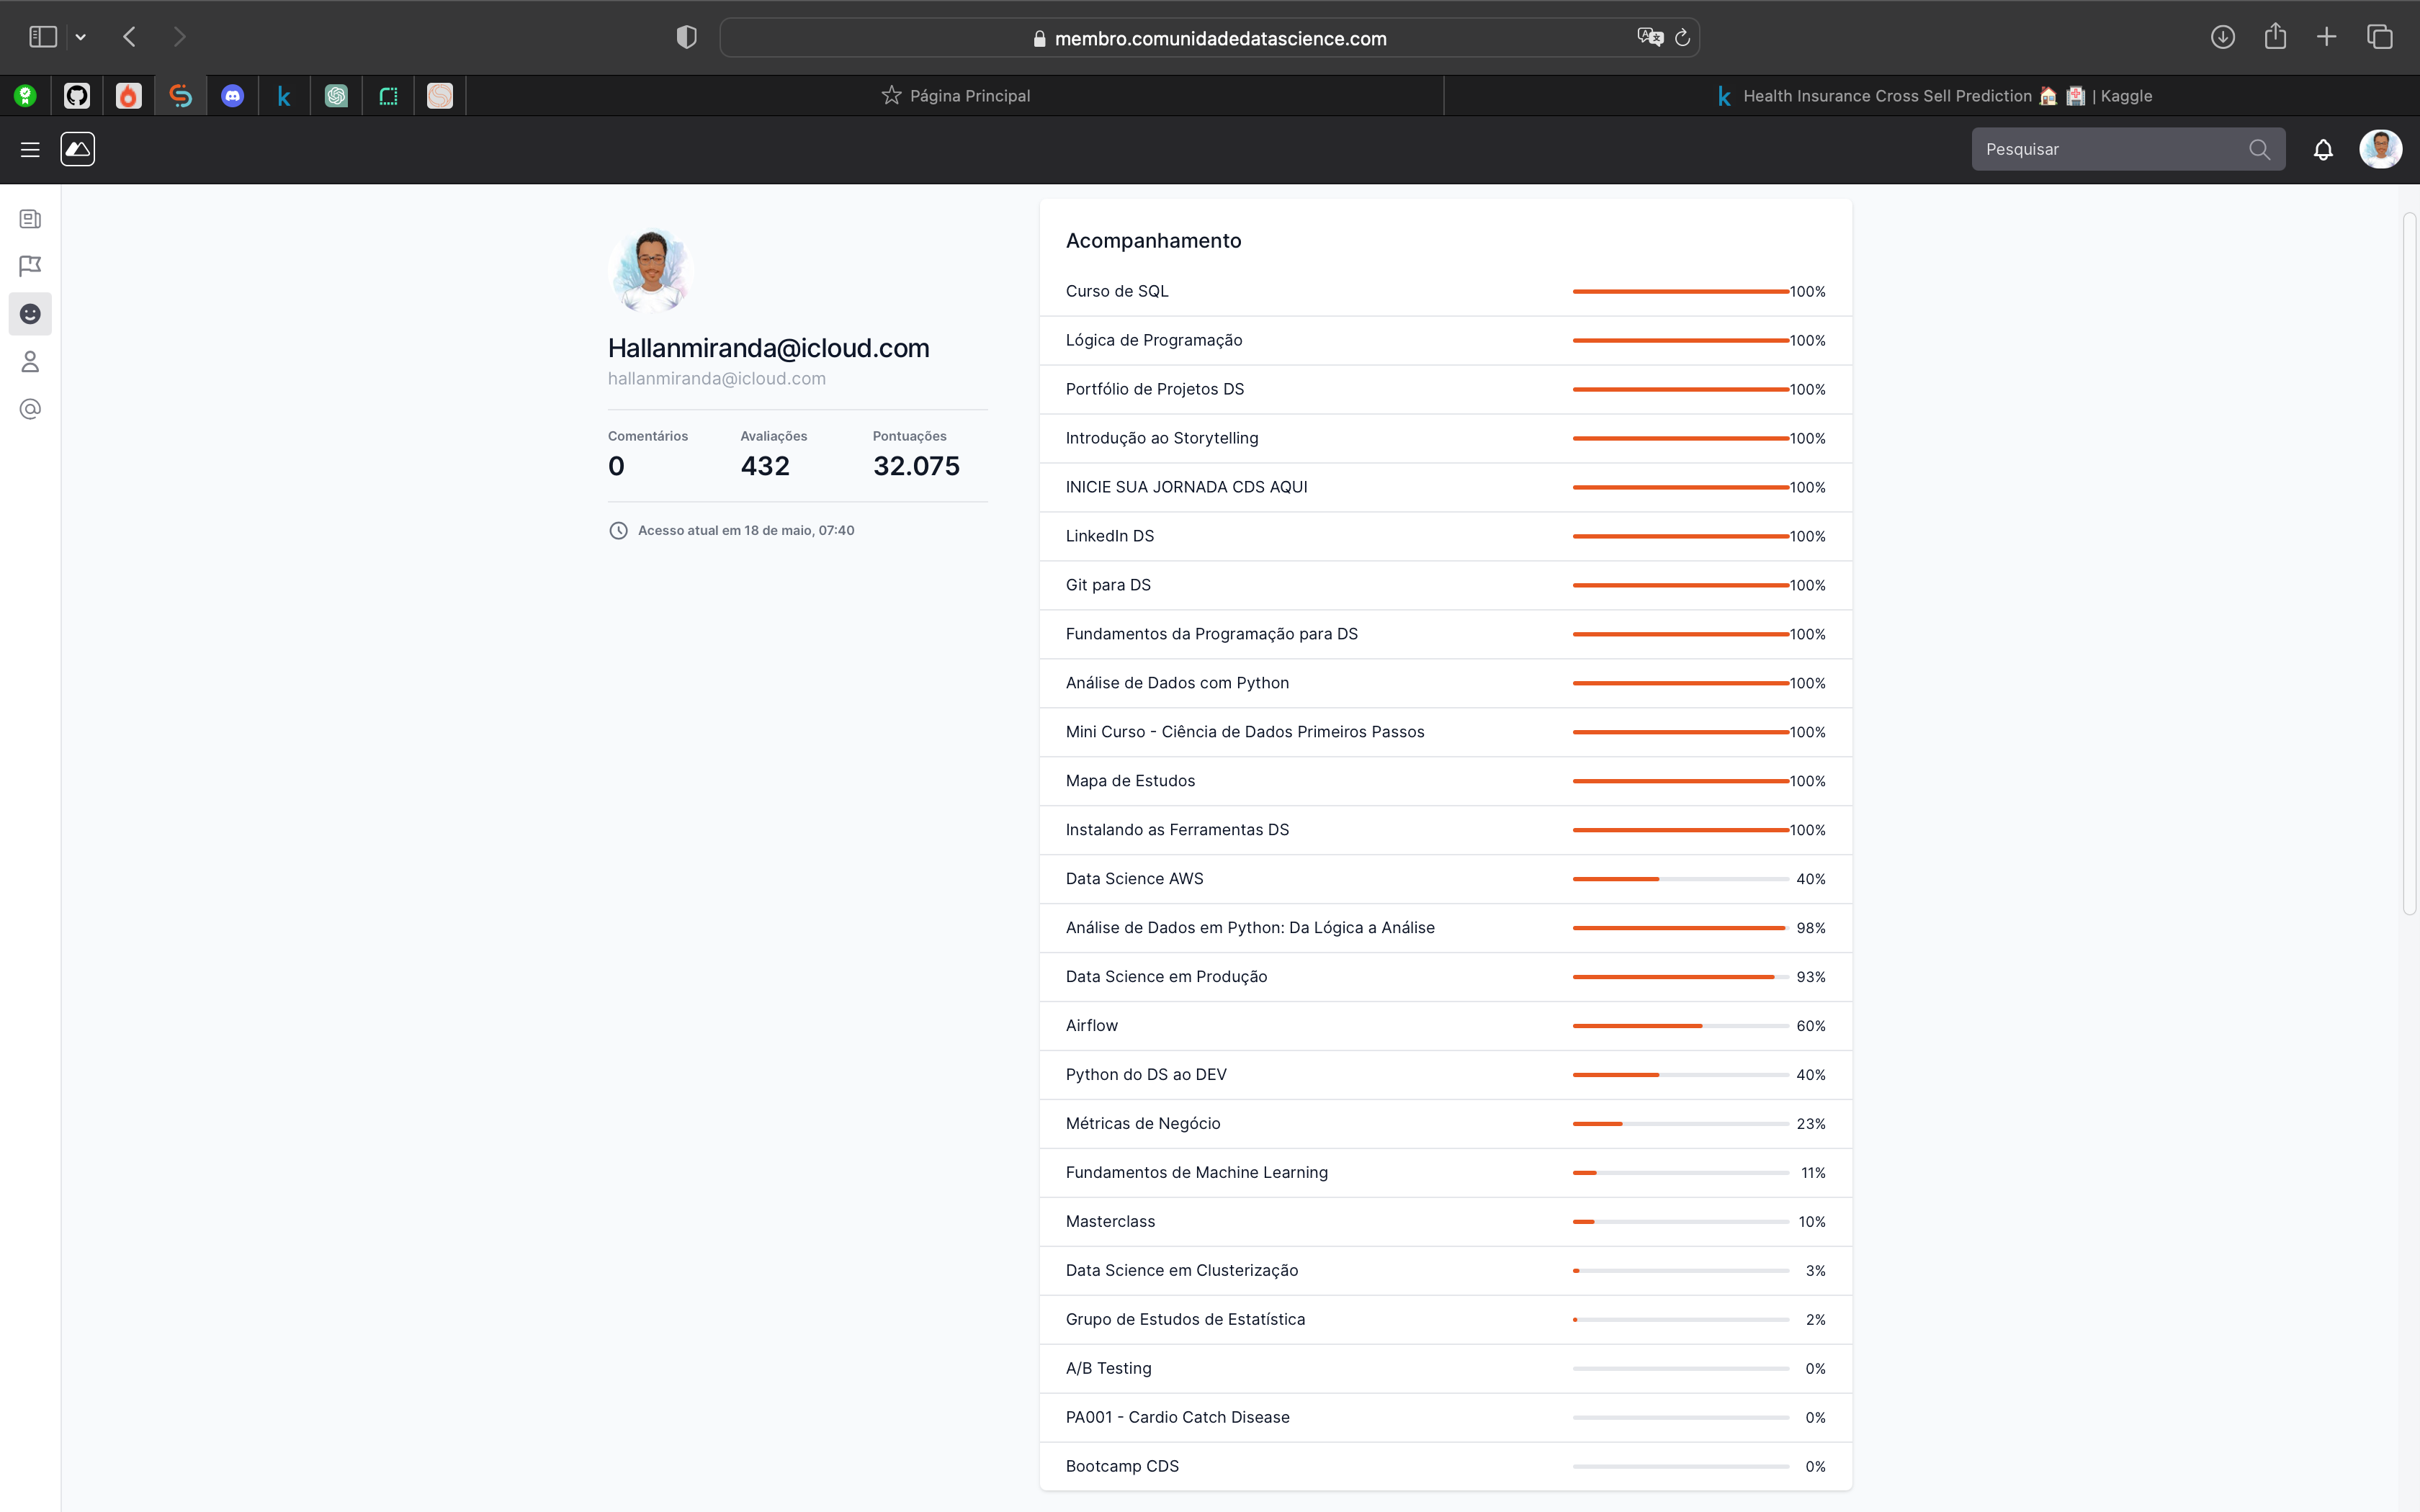 membro.comunidadedatascience.com
Página Principal
Health Insurance Cross Sell Prediction 🏠 🏥 | Kaggle
Pesquisar
Hallanmiranda@icloud.com
hallanmiranda@icloud.com
Comentários Avaliações Pontuações
0 432 32.075
Acesso atual em 18 de maio, 07:40
Acompanhamento
Curso de SQL 100%
Lógica de Programação 100%
Portfólio de Projetos DS 100%
Introdução ao Storytelling 100%
INICIE SUA JORNADA CDS AQUI 100%
LinkedIn DS 100%
Git para DS 100%
Fundamentos da Programação para DS 100%
Análise de Dados com Python 100%
Mini Curso - Ciência de Dados Primeiros Passos 100%
Mapa de Estudos 100%
Instalando as Ferramentas DS 100%
Data Science AWS 40%
Análise de Dados em Python: Da Lógica a Análise 98%
Data Science em Produção 93%
Airflow 60%
Python do DS ao DEV 40%
Métricas de Negócio 23%
Fundamentos de Machine Learning 11%
Masterclass 10%
Data Science em Clusterização 3%
Grupo de Estudos de Estatística 2%
A/B Testing 0%
PA001 - Cardio Catch Disease 0%
Bootcamp CDS 0%